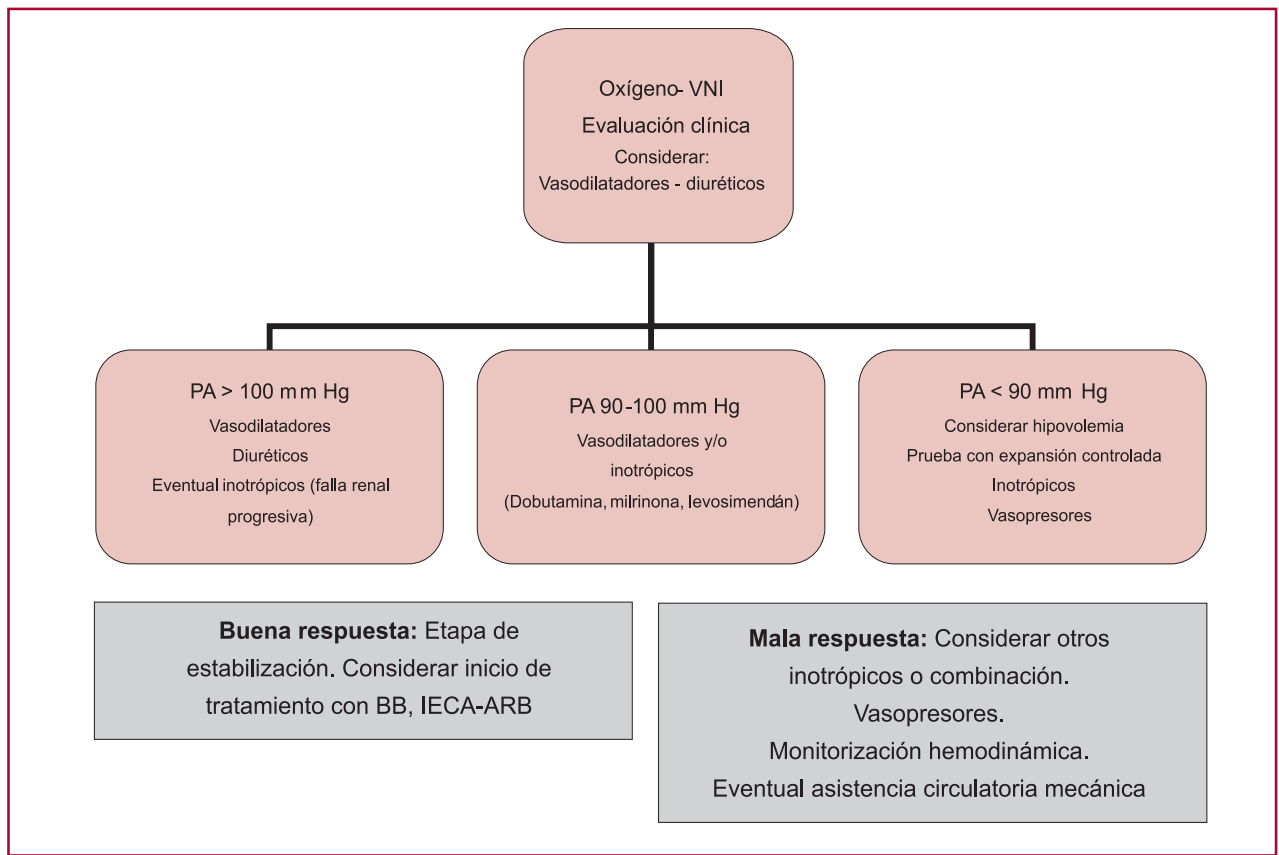 Oxígeno- VNI
Evaluación clínica
Considerar:
Vasodilatadores - diuréticos
PA > 100 mm Hg
Vasodilatadores
Diuréticos
Eventual inotrópicos (falla renal
progresiva)
PA 90-100 mm Hg
Vasodilatadores y/o
inotrópicos
(Dobutamina, milrinona, levosimendán)
PA < 90 mm Hg
Considerar hipovolemia
Prueba con expansión controlada
Inotrópicos
Vasopresores
Buena respuesta: Etapa de
estabilización. Considerar inicio de
tratamiento con BB, IECA-ARB
Mala respuesta: Considerar otros
inotrópicos o combinación.
Vasopresores.
Monitorización hemodinámica.
Eventual asistencia circulatoria mecánica